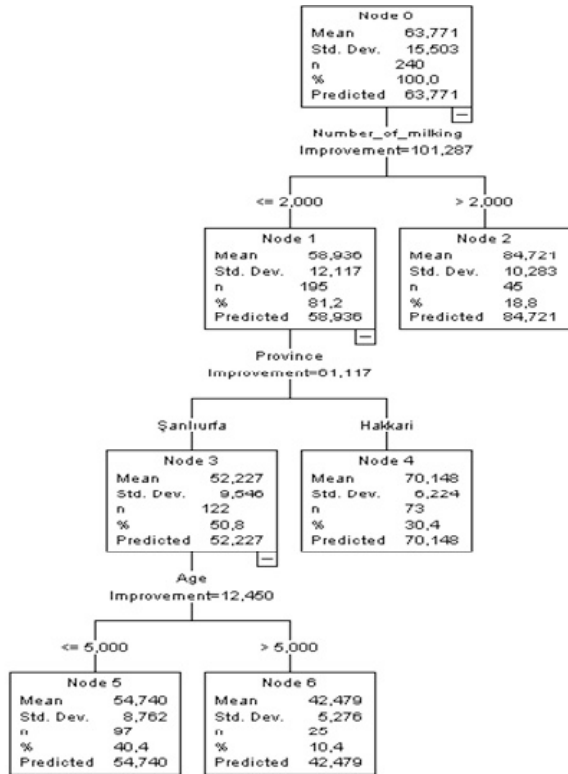 Node 0
Mean 63,771
Std. Dev. 15,503
n 240
% 100,0
Predicted 63,771
Number_of_milking
Improvement=101,287
<= 2,000
> 2,000
Node 1
Mean 58,936
Std. Dev. 12,117
n 195
% 81,2
Predicted 58,936
Node 2
Mean 84,721
Std. Dev. 10,283
n 45
% 18,8
Predicted 84,721
Province
Improvement=61,117
Şanlıurfa
Hakkari
Node 3
Mean 52,227
Std. Dev. 9,546
n 122
% 50,8
Predicted 52,227
Node 4
Mean 70,148
Std. Dev. 6,224
n 73
% 30,4
Predicted 70,148
Age
Improvement=12,450
<= 5,000
> 5,000
Node 5
Mean 54,740
Std. Dev. 8,762
n 97
% 40,4
Predicted 54,740
Node 6
Mean 42,479
Std. Dev. 5,276
n 25
% 10,4
Predicted 42,479